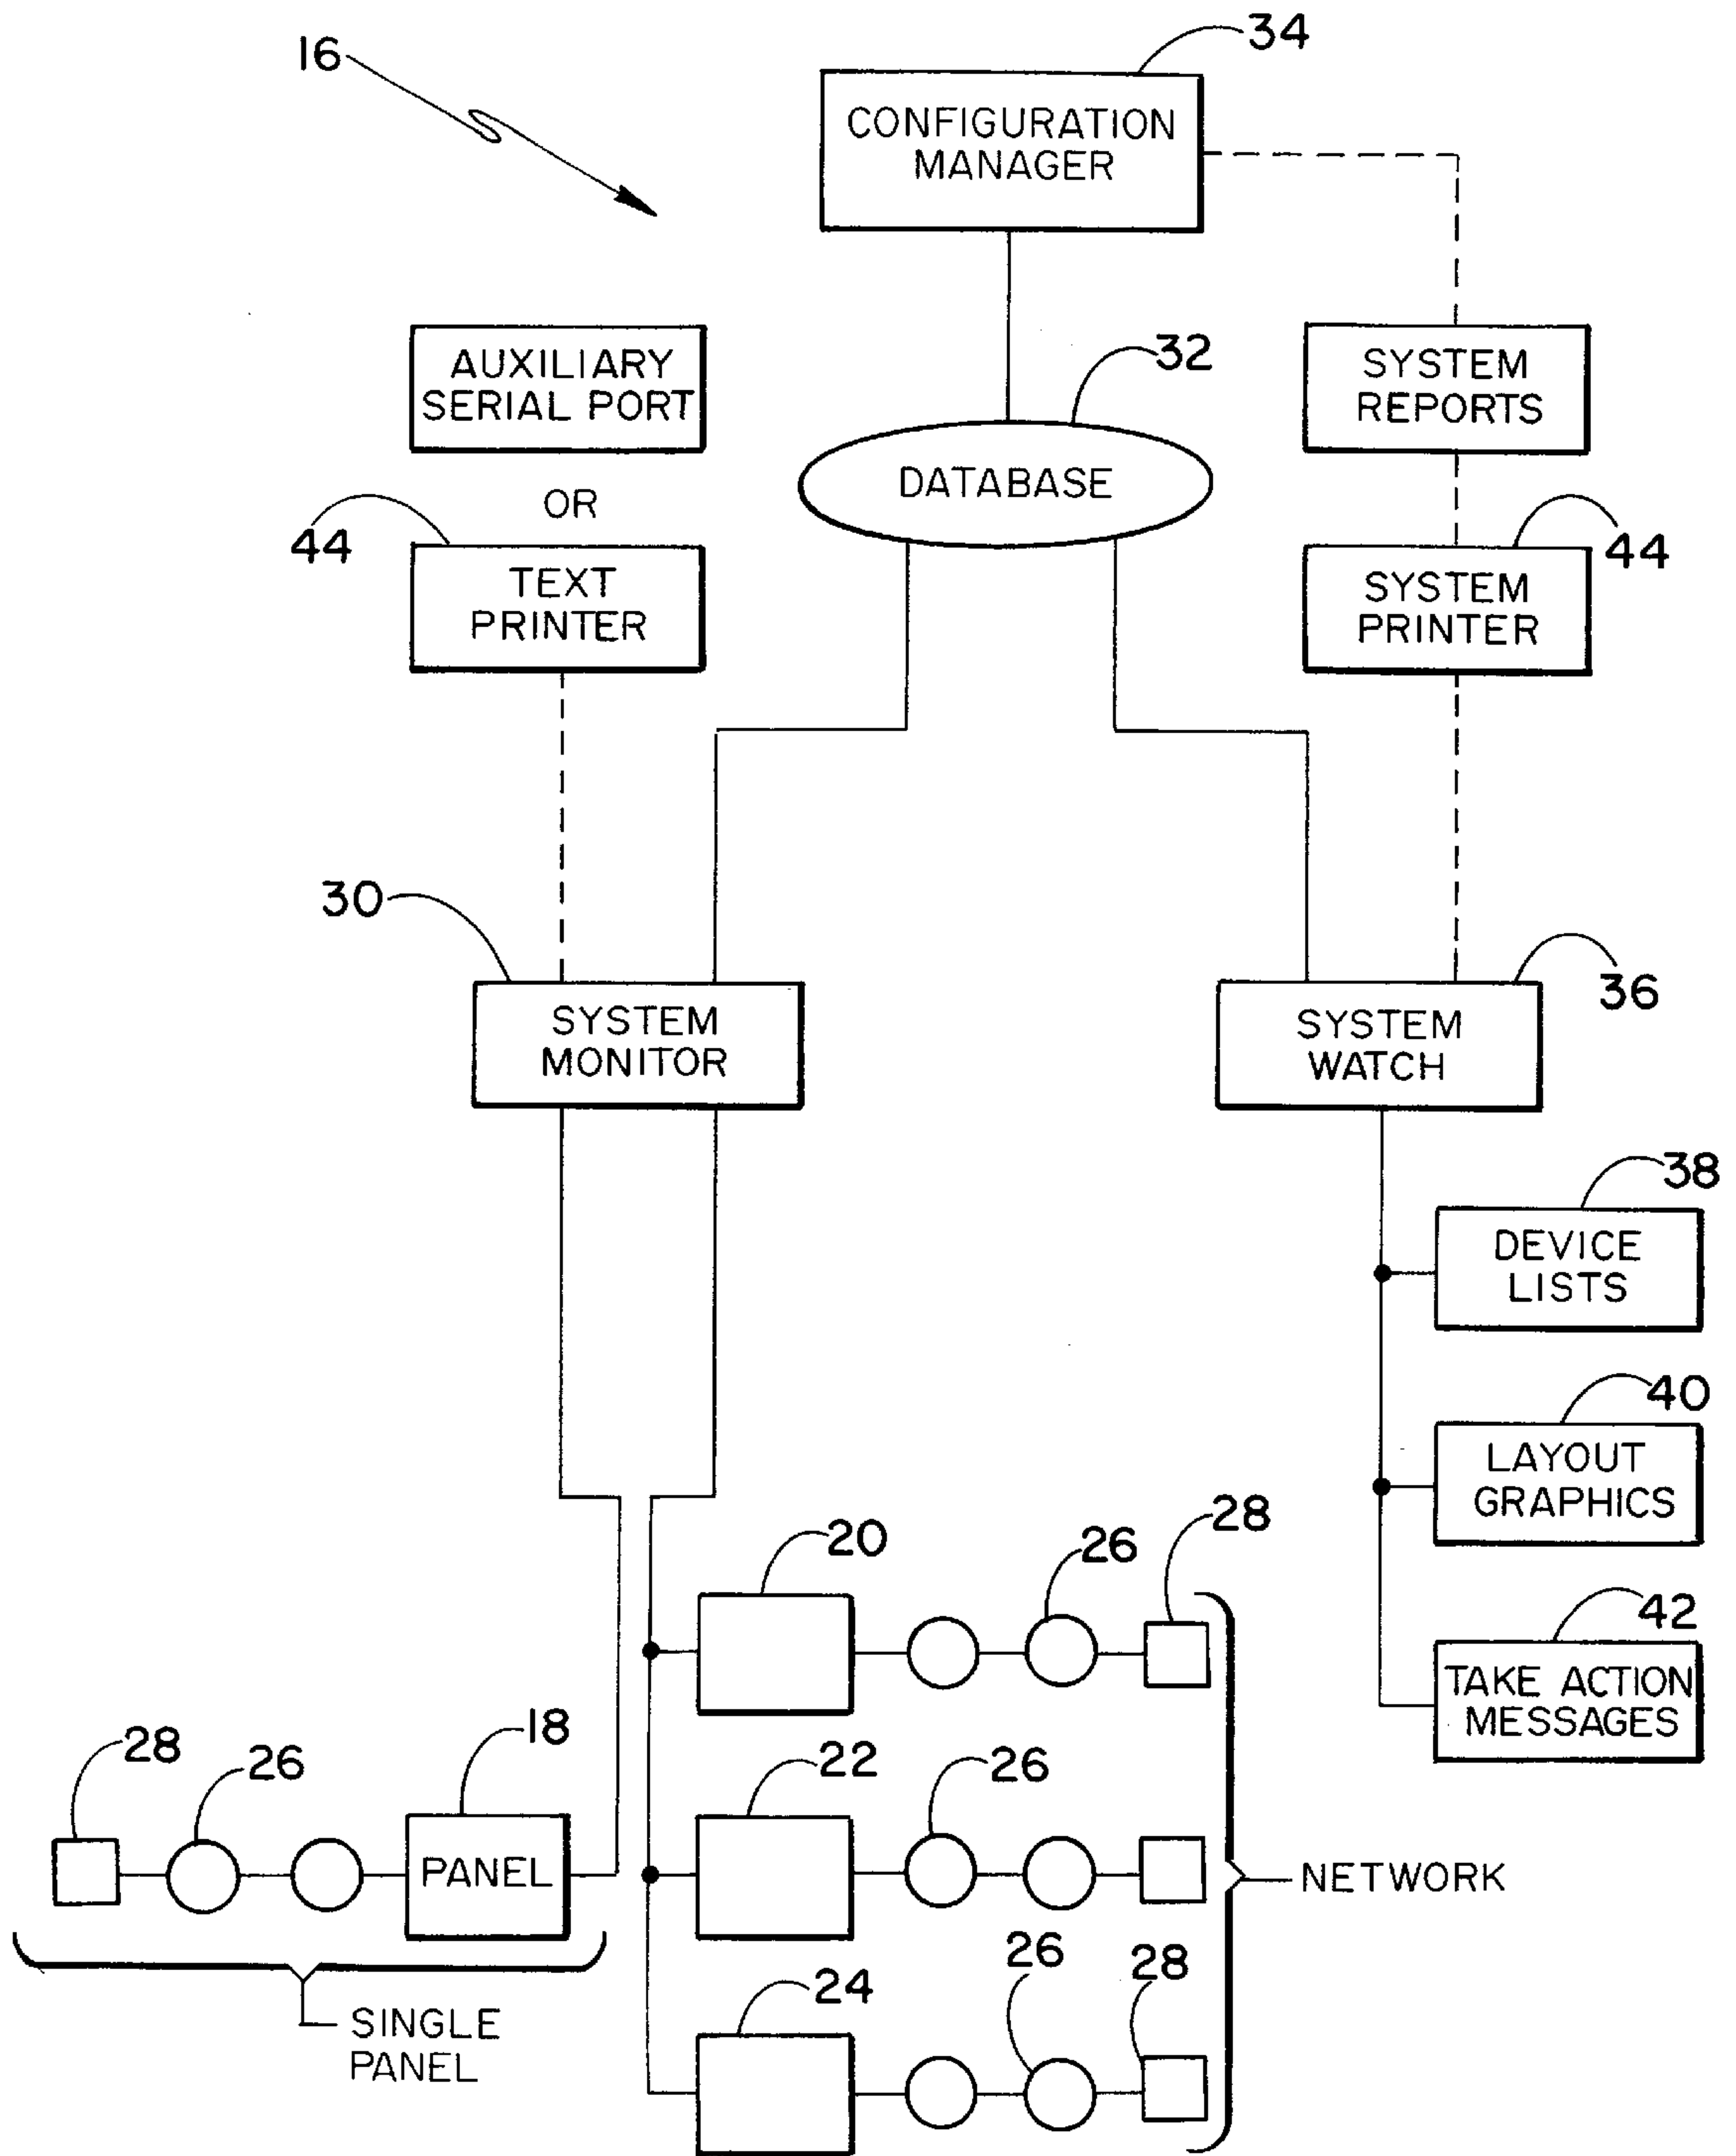 16
34
CONFIGURATION
MANAGER
AUXILIARY
SERIAL PORT
32
SYSTEM
REPORTS
DATABASE
OR
44
TEXT
PRINTER
SYSTEM
PRINTER
44
30
SYSTEM
MONITOR
36
SYSTEM
WATCH
38
DEVICE
LISTS
40
LAYOUT
GRAPHICS
42
TAKE ACTION
MESSAGES
20
26
28
28
26
18
PANEL
22
26
NETWORK
24
26
28
SINGLE
PANEL